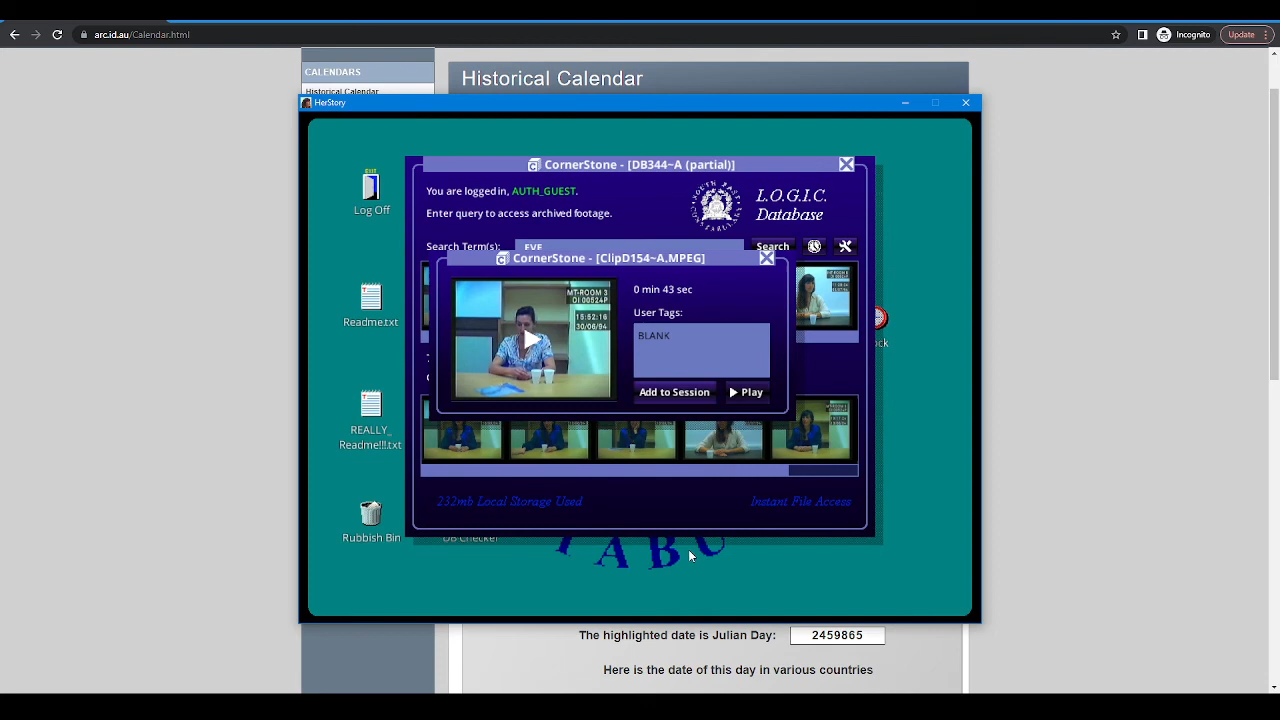 arc.id.au/Calendar.html
Incognito
Update
CALENDARS
Historical Calendar
Historical Calendar
HerStory
CornerStone - [DB344~A (partial)]
You are logged in, AUTH_GUEST.
Enter query to access archived footage.
L.O.G.I.C.
Database
Search Term(s):
EVE
Search
CornerStone - [ClipD154~A.MPEG]
MT-ROOM 3
OI 00524P
15:52:16
30/06/94
0 min 43 sec
User Tags:
BLANK
Add to Session
Play
Log Off
Readme.txt
REALLY_
Readme!!!.txt
Rubbish Bin
DB Checker
232mb Local Storage Used
Instant File Access
TABU
The highlighted date is Julian Day:
2459865
Here is the date of this day in various countries